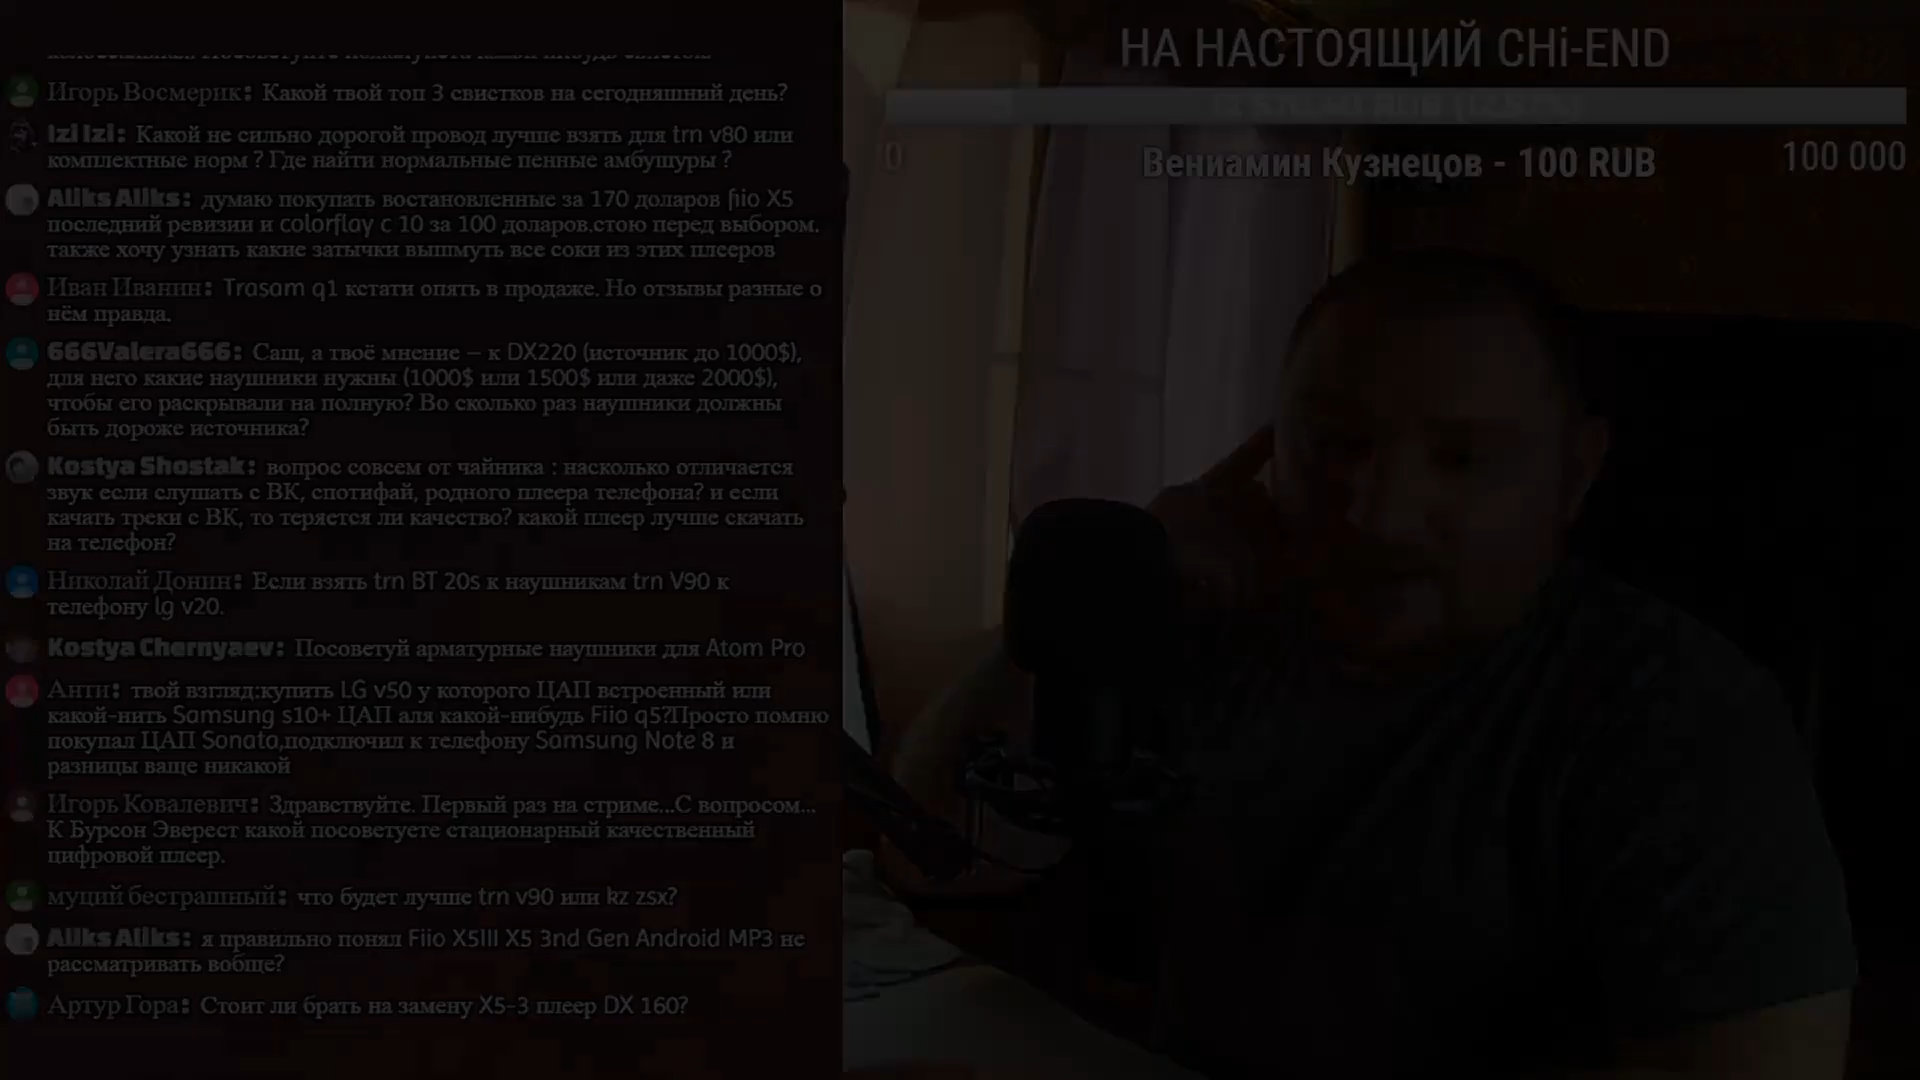 Игорь Восмерик: Какой твой топ 3 свистков на сегодняшний день?
Izi Izi: Какой не сильно дорогой провод лучше взять для trn v80 или
комплектные норм ? Где найти нормальные пенные амбушуры ?
Aliks Aliks: думаю покупать востановленные за 170 доларов fiio X5
последний ревизии и colorflay c 10 за 100 доларов.стою перед выбором.
также хочу узнать какие затычки вышмуть все соки из этих плееров
Иван Иванин: Trasam q1 кстати опять в продаже. Но отзывы разные о
нём правда.
666Valera666: Саш, а твоё мнение – к DX220 (источник до 1000$),
для него какие наушники нужны (1000$ или 1500$ или даже 2000$),
чтобы его раскрывали на полную? Во сколько раз наушники должны
быть дороже источника?
Kostya Shostak: вопрос совсем от чайника : насколько отличается
звук если слушать с ВК, спотифай, родного плеера телефона? и если
качать треки с ВК, то теряется ли качество? какой плеер лучше скачать
на телефон?
Николай Донин: Если взять trn BT 20s к наушникам trn V90 к
телефону lg v20.
Kostya Chernyaev: Посоветуй арматурные наушники для Atom Pro
Анти: твой взгляд:купить LG v50 у которого ЦАП встроенный или
какой-нить Samsung s10+ ЦАП аля какой-нибудь Fiio q5?Просто помню
покупал ЦАП Sonata,подключил к телефону Samsung Note 8 и
разницы ваще никакой
Игорь Ковалевич: Здравствуйте. Первый раз на стриме...С вопросом...
К Бурсон Эверест какой посоветуете стационарный качественный
цифровой плеер.
муций бестрашный: что будет лучше trn v90 или kz zsx?
Aliks Aliks: я правильно понял Fiio X5III X5 3nd Gen Android MP3 не
рассматривать вобще?
Артур Гора: Стоит ли брать на замену X5-3 плеер DX 160?
НА НАСТОЯЩИЙ CHi-END
0
100 000
Вениамин Кузнецов - 100 RUB